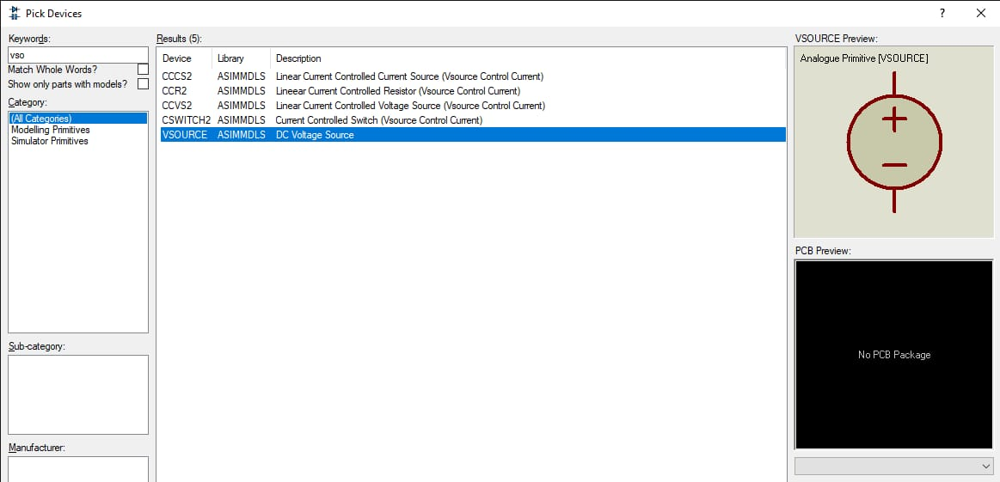 Pick Devices
?
Keywords:
vso
Match Whole Words?
Show only parts with models?
Category:
(All Categories)
Modelling Primitives
Simulator Primitives
Sub-category:
Manufacturer:
Results (5):
Device Library Description
CCCS2 ASIMMDLS Linear Current Controlled Current Source (Vsource Control Current)
CCR2 ASIMMDLS Lineear Current Controlled Resistor (Vsource Control Current)
CCVS2 ASIMMDLS Linear Current Controlled Voltage Source (Vsource Control Current)
CSWITCH2 ASIMMDLS Current Controlled Switch (Vsource Control Current)
VSOURCE ASIMMDLS DC Voltage Source
VSOURCE Preview:
Analogue Primitive [VSOURCE]
PCB Preview:
No PCB Package